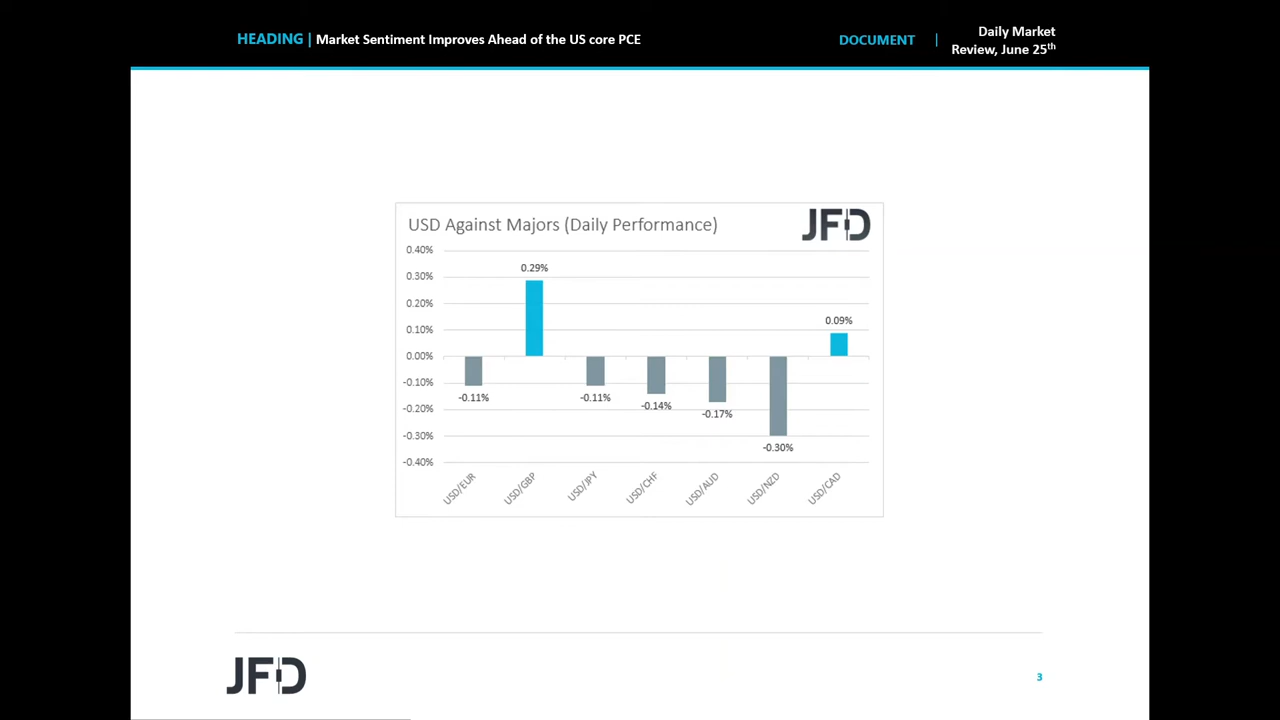 HEADING | Market Sentiment Improves Ahead of the US core PCE
DOCUMENT |
Daily Market
Review, June 25th
USD Against Majors (Daily Performance)
JFD
0.40%
0.30%
0.20%
0.10%
0.00%
-0.10%
-0.20%
-0.30%
-0.40%
-0.11%
0.29%
-0.11%
-0.14%
-0.17%
-0.30%
0.09%
USD/EUR
USD/GBP
USD/JPY
USD/CHF
USD/AUD
USD/NZD
USD/CAD
JFD
3